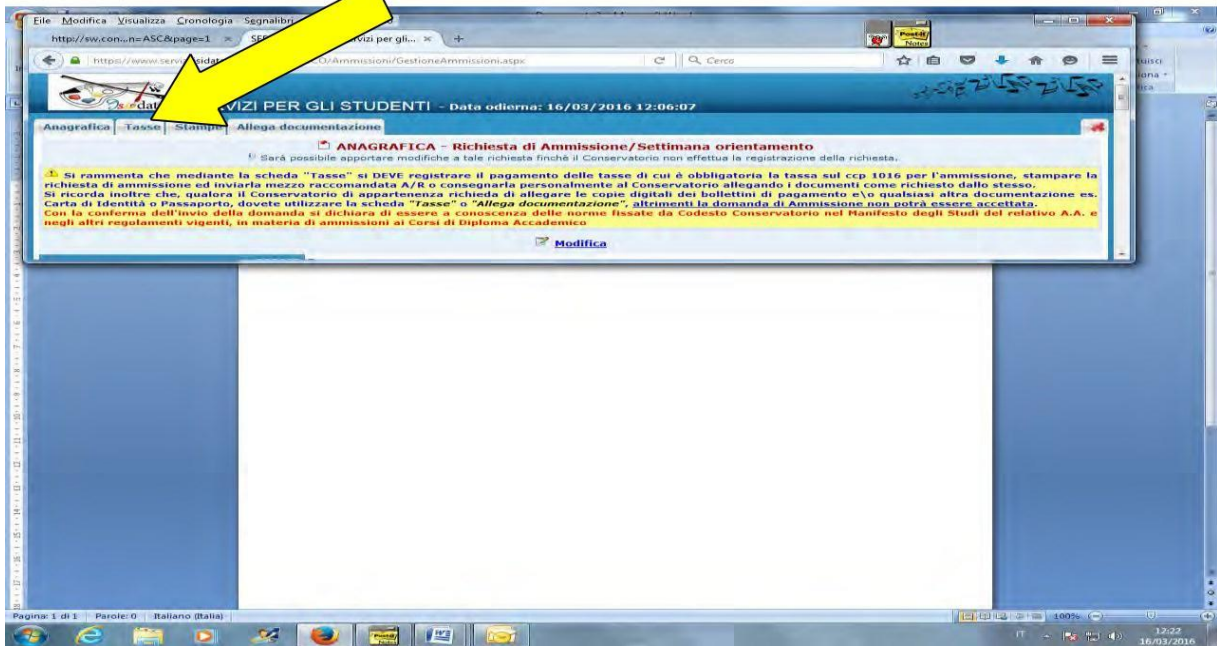 File Modifica Visualizza Cronologia Segnalibri
http://sw.con...n=ASC&page=1 vizi per gli...
Post-it Notes
Cerca
PER GLI STUDENTI - Data odierna: 16/03/2016 12:06:07
Anagrafica Tasse Stampe Allega documentazione
ANAGRAFICA - Richiesta di Ammissione/Settimana orientamento
Sarà possibile apportare modifiche a tale richiesta finchè il Conservatorio non effettua la registrazione della richiesta.
Si rammenta che mediante la scheda "Tasse" si DEVE registrare il pagamento delle tasse di cui è obbligatoria la tassa sul ccp 1016 per l'ammissione, stampare la
richiesta di ammissione ed inviarla mezzo raccomandata A/R o consegnarla personalmente al Conservatorio allegando i documenti come richiesto dallo stesso.
Si ricorda inoltre che, qualora il Conservatorio di appartenenza richieda di allegare le copie digitali dei bollettini di pagamento e\o qualsiasi altra documentazione es.
Carta di Identità o Passaporto, dovete utilizzare la scheda "Tasse" o "Allega documentazione", altrimenti la domanda di Ammissione non potrà essere accettata.
Con la conferma dell'invio della domanda si dichiara di essere a conoscenza delle norme fissate da Codesto Conservatorio nel Manifesto degli Studi del relativo A.A. e
negli altri regolamenti vigenti, in materia di ammissioni ai Corsi di Diploma Accademico
Modifica
Pagina: 1 di 1 Parole: 0 Italiano (Italia) 100%
IT 12:22
16/03/2016